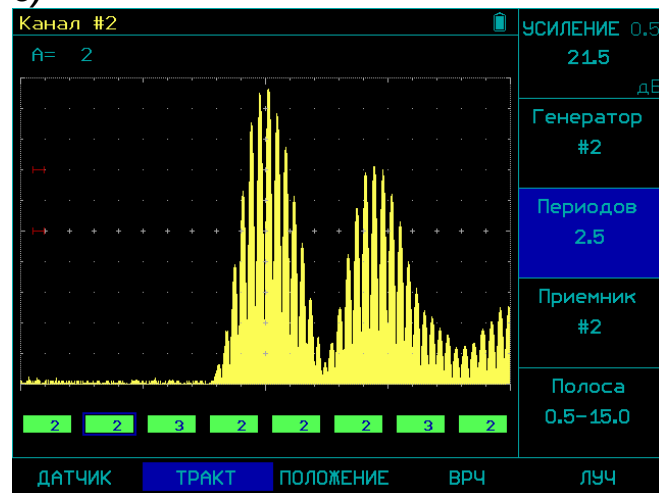 Канал #2
A= 2
УСИЛЕНИЕ 0.5
21.5
дБ
Генератор
#2
Периодов
2.5
Приемник
#2
Полоса
0.5-15.0
2 2 3 2 2 2 3 2
ДАТЧИК ТРАКТ ПОЛОЖЕНИЕ ВРЧ ЛУЧ